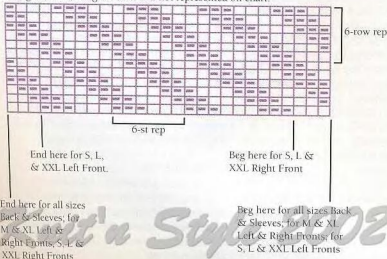 6-row rep
6-st rep
End here for S, L,
& XXL Left Front.
Beg here for S, L &
XXL Right Front
End here for all sizes
Back & Sleeves; for
M & XL Left &
Right Fronts; S, L &
XXL Right Fronts
Beg here for all sizes Back
& Sleeves; for M & XL
Left & Right Fronts; for
S, L & XXL Left Fronts